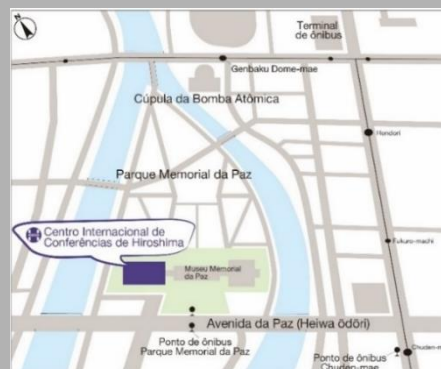 Terminal
de ônibus
Genbaku Dome-mae
Cúpula da Bomba Atômica
Hondori
Parque Memorial da Paz
Centro Internacional de
Conferências de Hiroshima
Fukuro-machi
Museu Memorial
da Paz
Avenida da Paz (Heiwa ōdōri)
Ponto de ônibus
Parque Memorial da Paz
Chuden-m
Ponto de ônibus
Chuden-mae